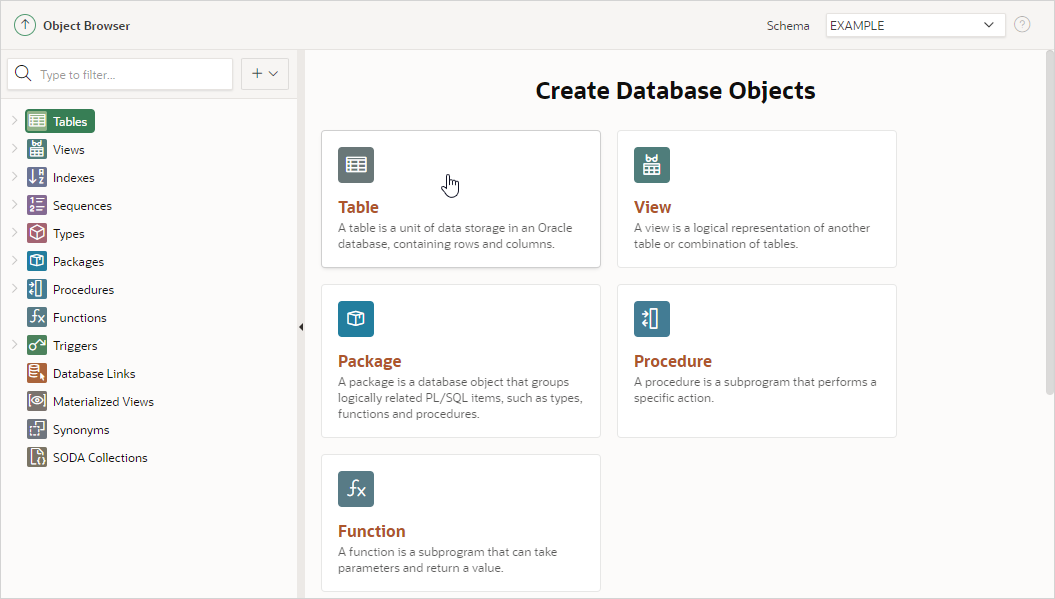 Object Browser
Schema
EXAMPLE
Type to filter...
Tables
Views
Indexes
Sequences
Types
Packages
Procedures
Functions
Triggers
Database Links
Materialized Views
Synonyms
SODA Collections
Create Database Objects
Table
A table is a unit of data storage in an Oracle
database, containing rows and columns.
View
A view is a logical representation of another
table or combination of tables.
Package
A package is a database object that groups
logically related PL/SQL items, such as types,
functions and procedures.
Procedure
A procedure is a subprogram that performs a
specific action.
Function
A function is a subprogram that can take
parameters and return a value.